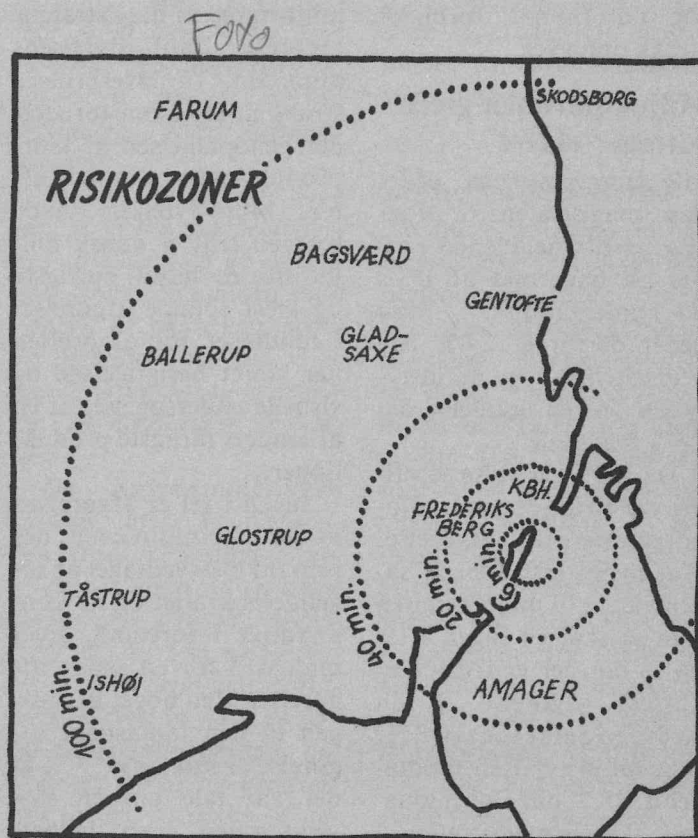 Foto
FARUM
SKODSBORG
RISIKOZONER
BAGSVÆRD
GENTOFTE
GLAD-
SAXE
BALLERUP
KBH.
FREDERIKS
BERG
GLOSTRUP
6 min.
20 min.
40 min.
TÅSTRUP
ISHØJ
100 min.
AMAGER